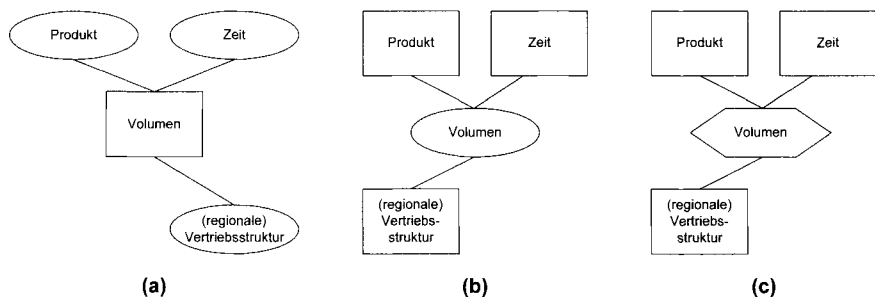 Produkt
Zeit
Volumen
(regionale)
Vertriebsstruktur
(a)
Produkt
Zeit
Volumen
(regionale)
Vertriebs-
struktur
(b)
Produkt
Zeit
Volumen
(regionale)
Vertriebs-
struktur
(c)